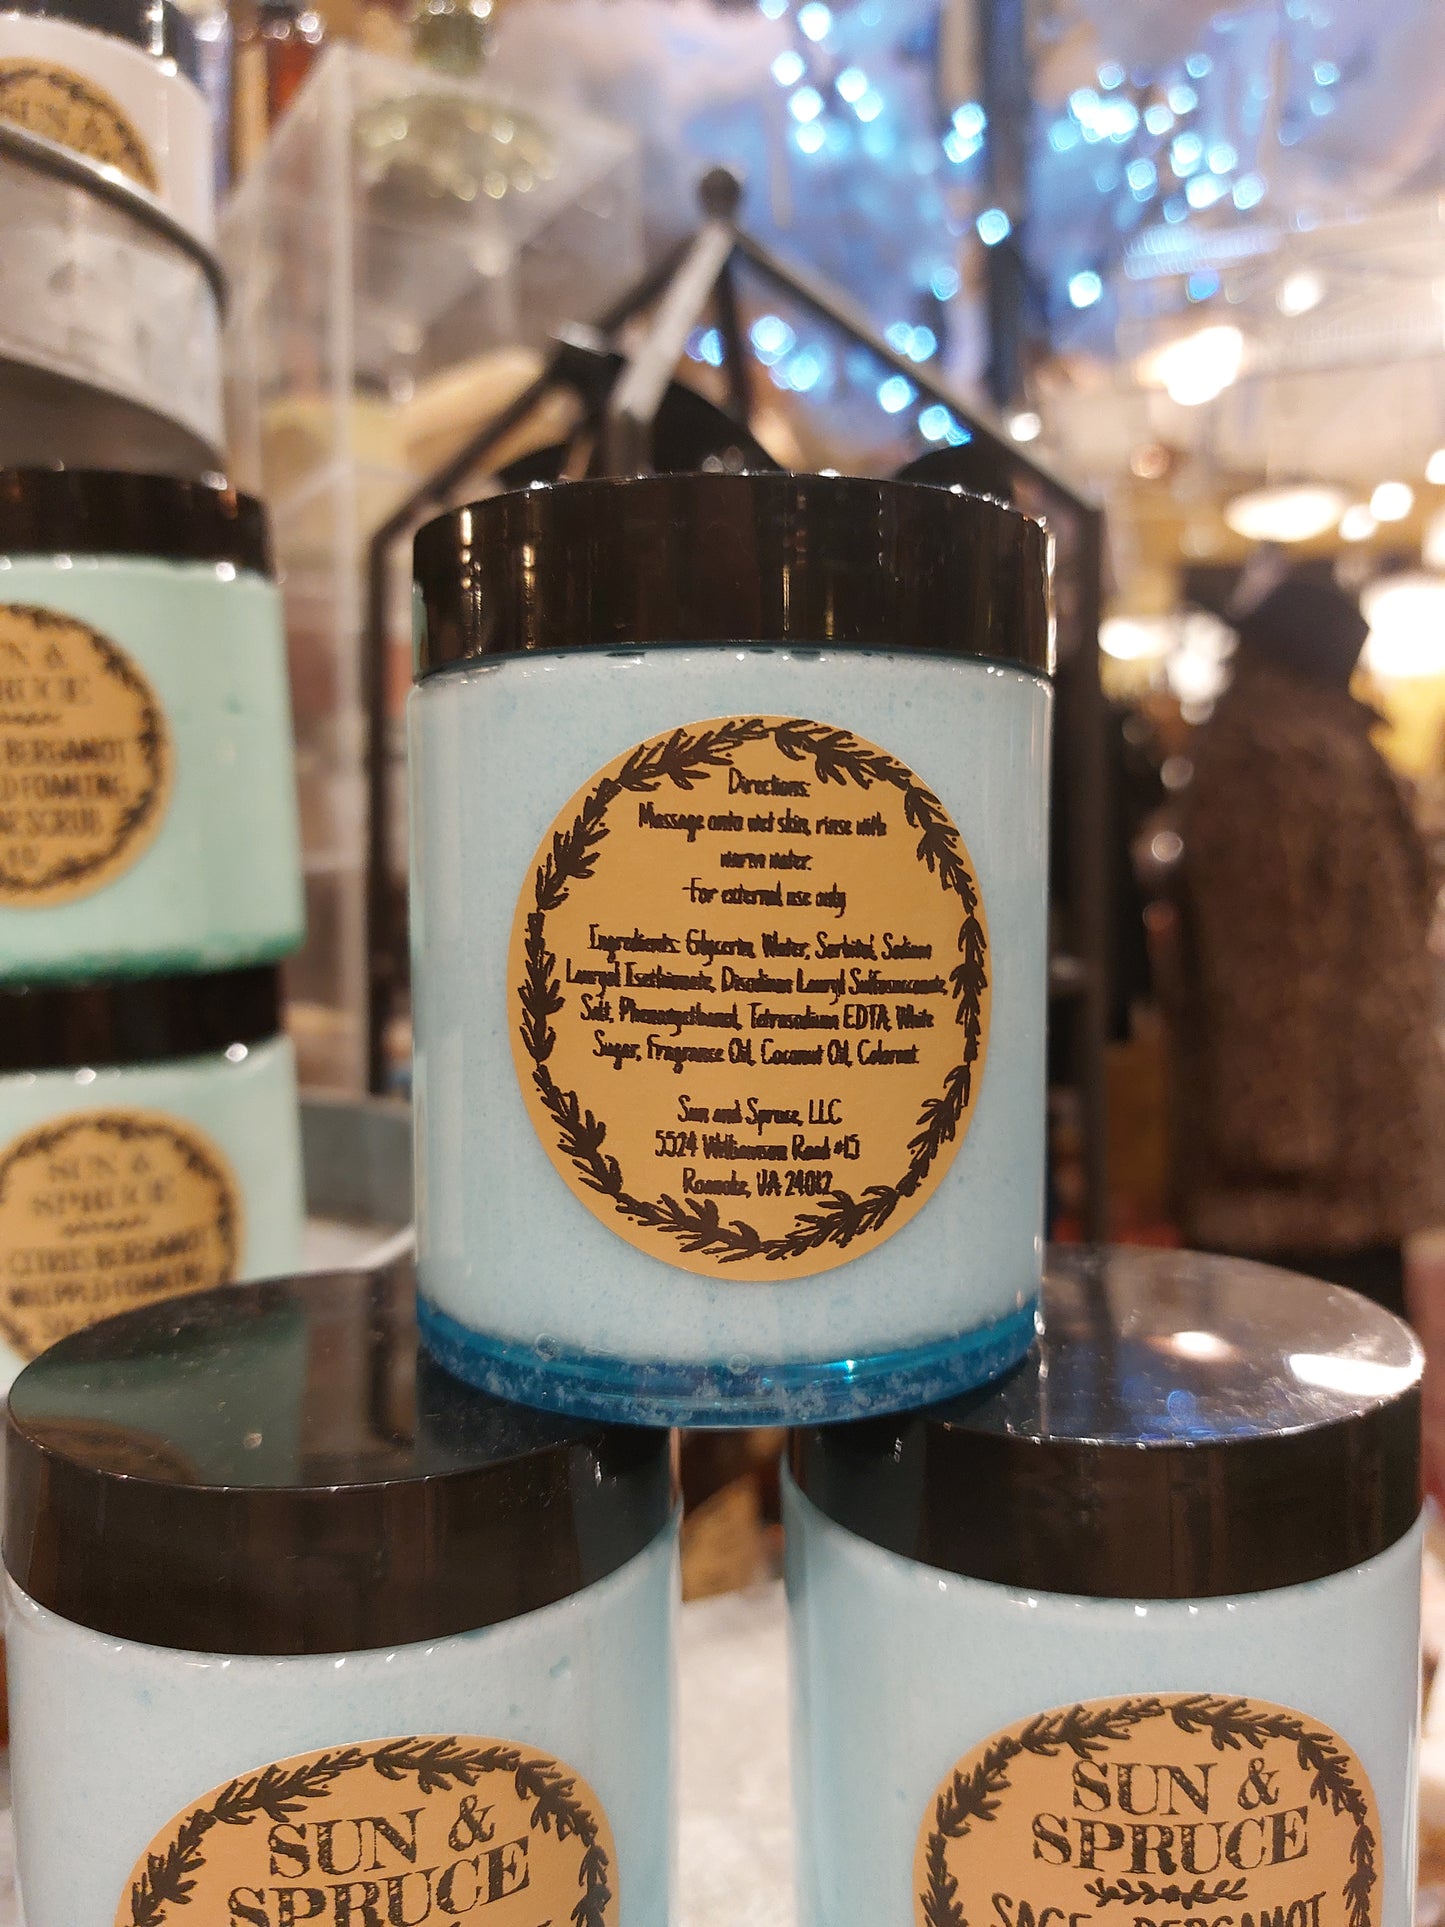 Directions:
Massage onto wet skin, rinse with
warm water.
For external use only
Ingredients: Glycerin, Water, Sorbitol, Sodium
Lauroyl Isethionate, Disodium Lauryl Sulfosuccinate,
Salt, Phenoxyethanol, Tetrasodium EDTA, White
Sugar, Fragrance Oil, Coconut Oil, Colorant
Sun and Spruce, LLC
5524 Williamson Road #15
Roanoke, VA 24012
SUN &
BERGAMOT
FOAMING
SCRUB
SUN &
SPRUCE
CITRUS BERGAMOT
WHIPPED FOAMING
SUN &
SPRUCE
SUN &
SPRUCE
SAGE BERGAMOT